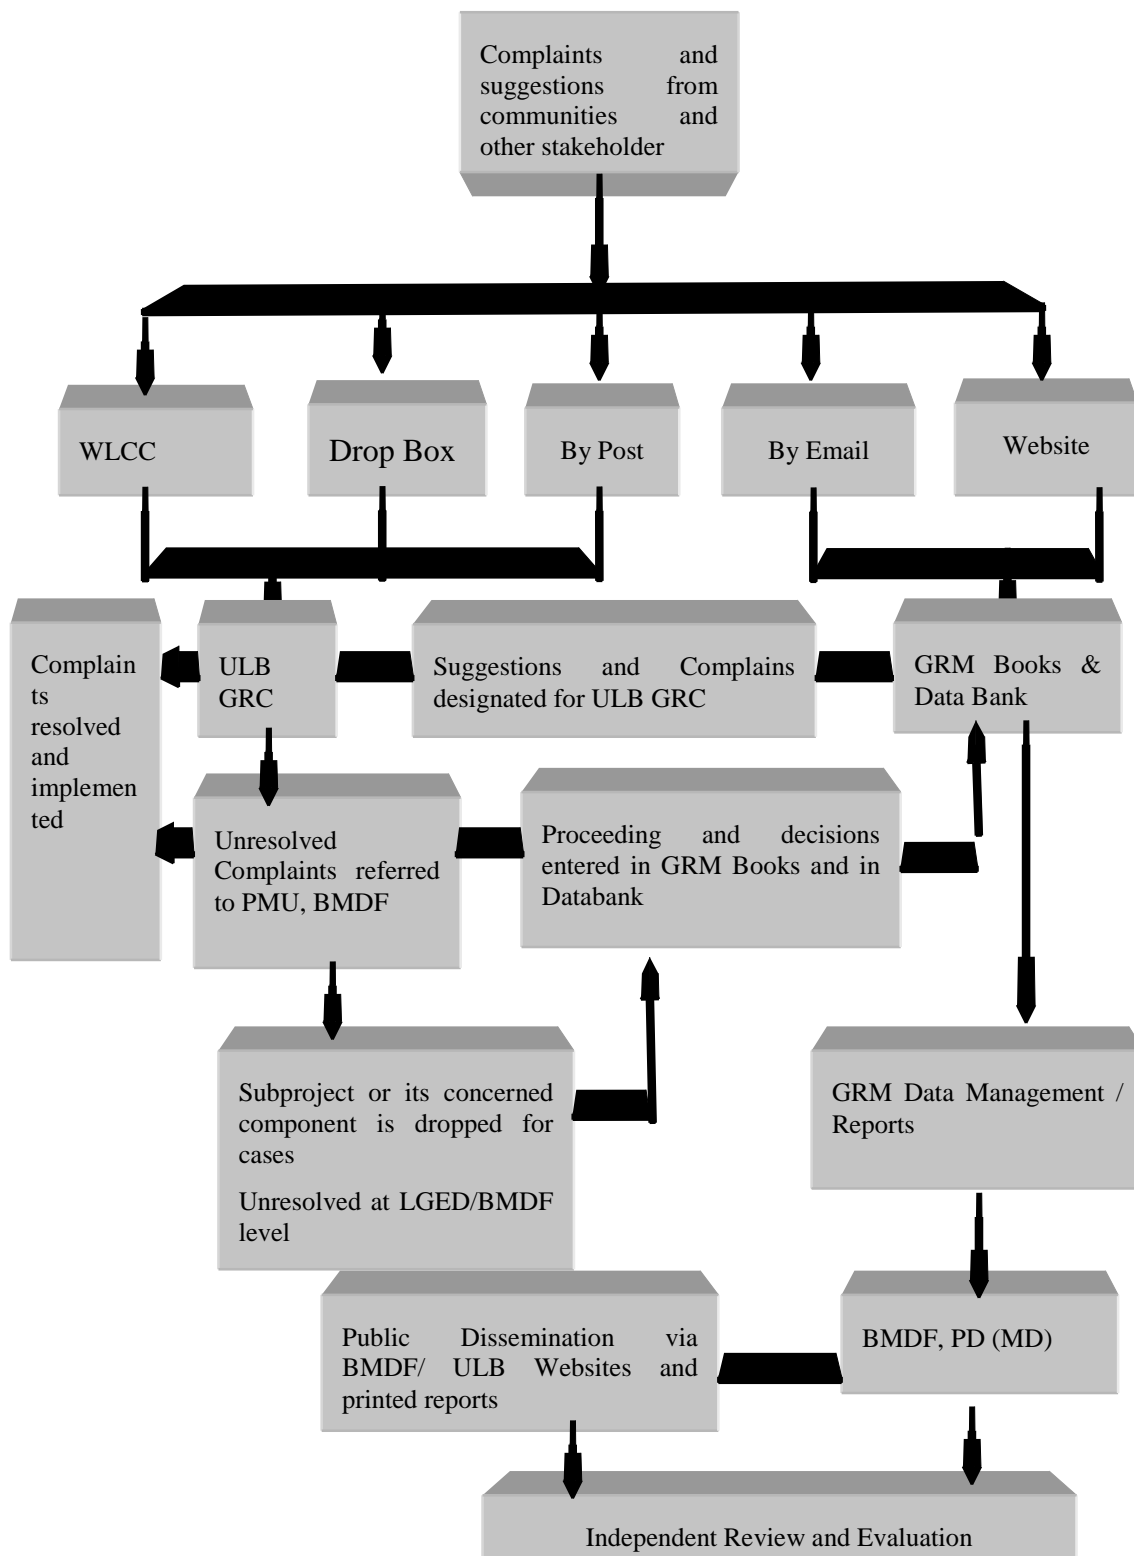 Complaints and
suggestions from
communities and
other stakeholder
WLCC
Drop Box
By Post
By Email
Website
Complain
ts
resolved
and
implemen
ted
ULB
GRC
Suggestions and Complains
designated for ULB GRC
GRM Books &
Data Bank
Unresolved
Complaints referred
to PMU, BMDF
Proceeding and decisions
entered in GRM Books and in
Databank
Subproject or its concerned
component is dropped for
cases
Unresolved at LGED/BMDF
level
GRM Data Management /
Reports
Public Dissemination via
BMDF/ ULB Websites and
printed reports
BMDF, PD (MD)
Independent Review and Evaluation